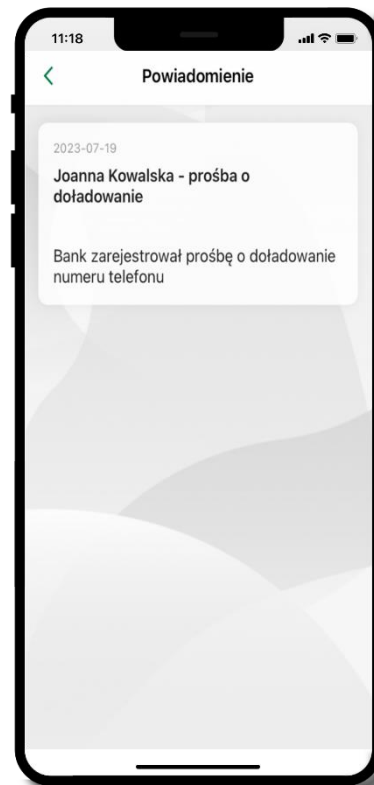 11:18
Powiadomienie
2023-07-19
Joanna Kowalska - prośba o
doładowanie
Bank zarejestrował prośbę o doładowanie
numeru telefonu